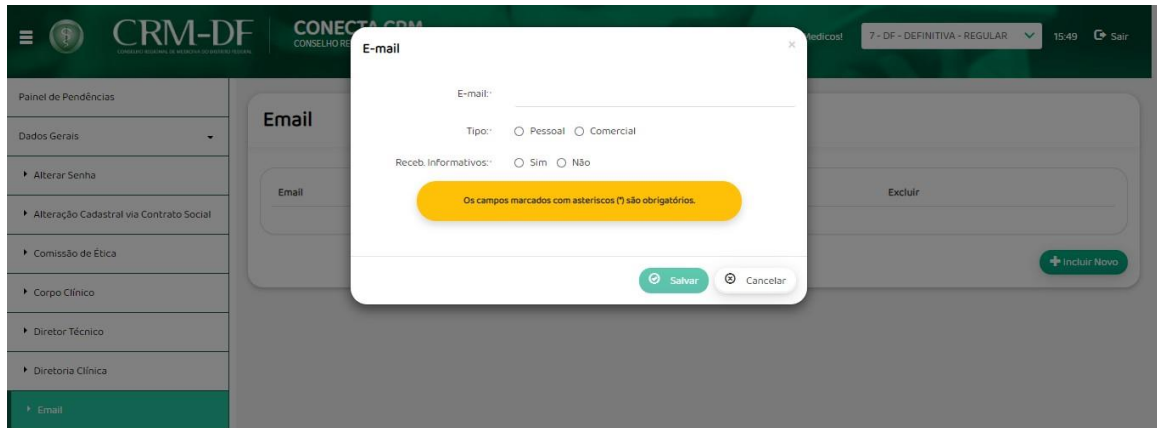 CRM-DF
CONSELHO REGIONAL DE MEDICINA DO DISTRITO FEDERAL
CONECTA CRM
CONSELHO RE
Medicos!
7 - DF - DEFINITIVA - REGULAR
15:49
Sair
Painel de Pendências
Dados Gerais
Alterar Senha
Alteração Cadastral via Contrato Social
Comissão de Ética
Corpo Clínico
Diretor Técnico
Diretoria Clínica
Email
Email
Email
Excluir
Incluir Novo
E-mail
×
E-mail:*
Tipo:*
Pessoal
Comercial
Receb. Informativos:*
Sim
Não
Os campos marcados com asteriscos (*) são obrigatórios.
Salvar
Cancelar